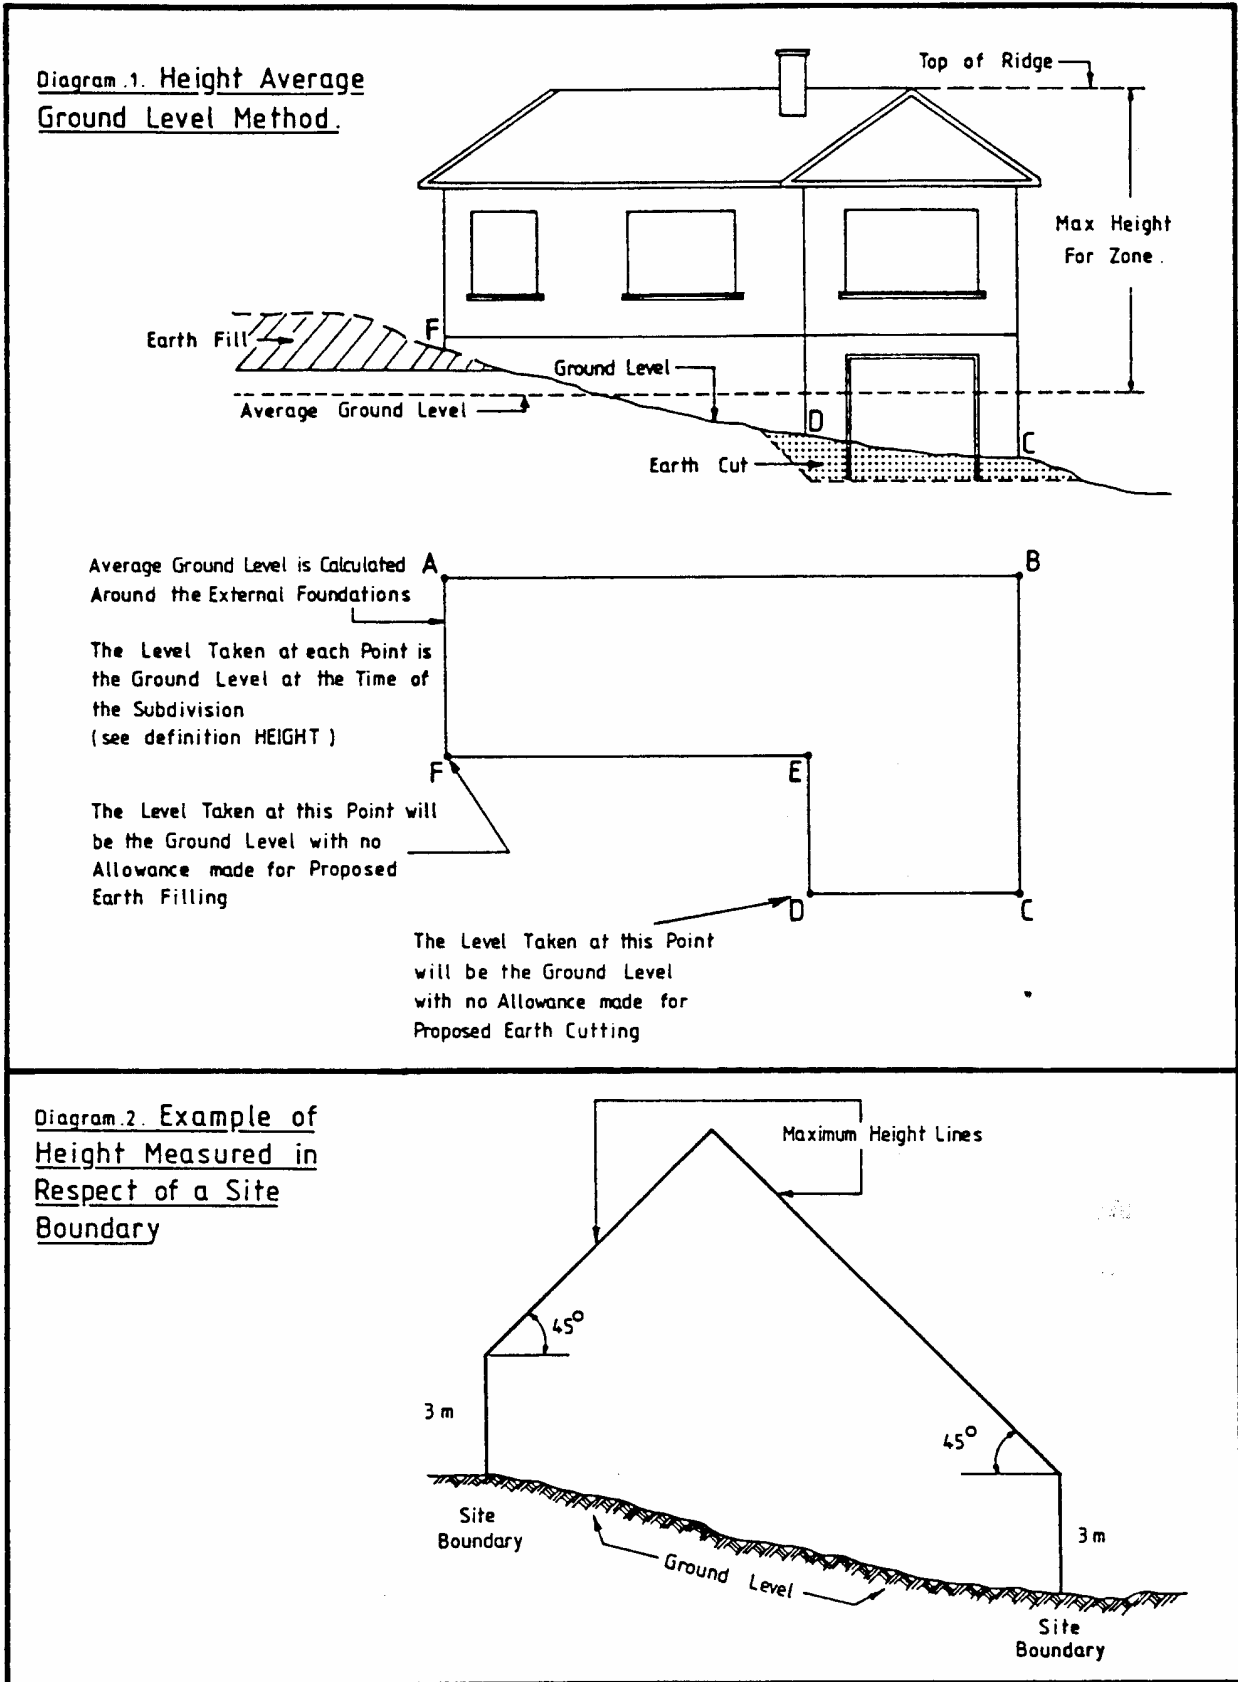 Diagram.1. Height Average
Ground Level Method.
Top of Ridge
Max Height
For Zone.
Earth Fill
F
Ground Level
Average Ground Level
D
C
Earth Cut
Average Ground Level is Calculated
Around the External Foundations
A
B
The Level Taken at each Point is
the Ground Level at the Time of
the Subdivision
(see definition HEIGHT)
F
E
The Level Taken at this Point will
be the Ground Level with no
Allowance made for Proposed
Earth Filling
D
C
The Level Taken at this Point
will be the Ground Level
with no Allowance made for
Proposed Earth Cutting
Diagram.2. Example of
Height Measured in
Respect of a Site
Boundary
Maximum Height Lines
45°
3m
45°
Site
Boundary
3m
Ground Level
Site
Boundary